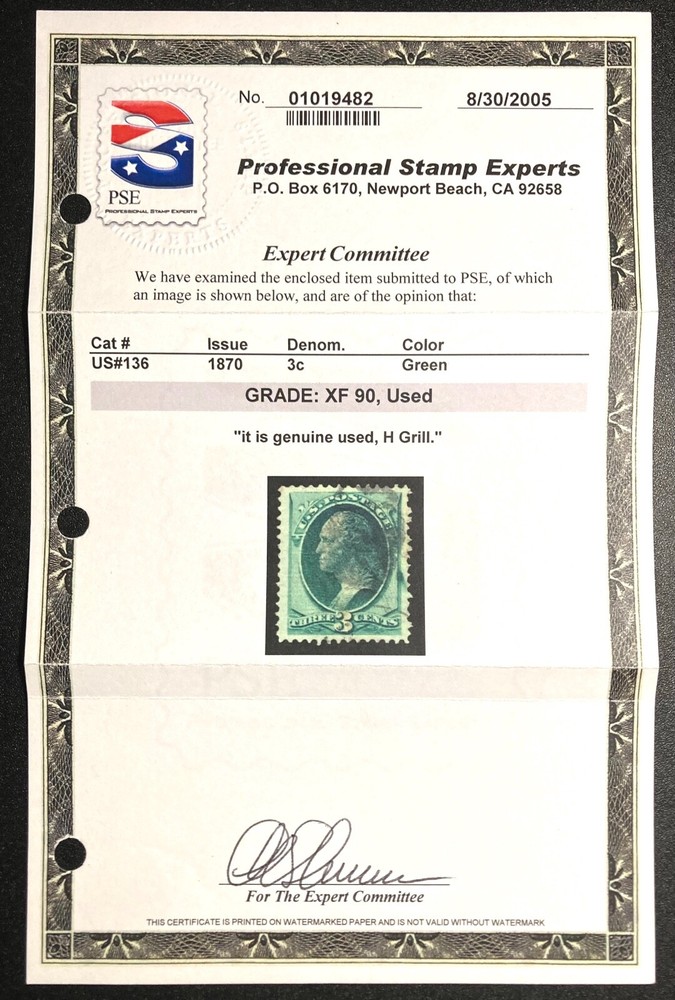 No. 01019482 8/30/2005
PSE
PROFESSIONAL STAMP EXPERTS
Professional Stamp Experts
P.O. Box 6170, Newport Beach, CA 92658
Expert Committee
We have examined the enclosed item submitted to PSE, of which
an image is shown below, and are of the opinion that:
Cat # Issue Denom. Color
US#136 1870 3c Green
GRADE: XF 90, Used
"it is genuine used, H Grill."
U.S. POSTAGE
THREE 3 CENTS
For The Expert Committee
THIS CERTIFICATE IS PRINTED ON WATERMARKED PAPER AND IS NOT VALID WITHOUT WATERMARK